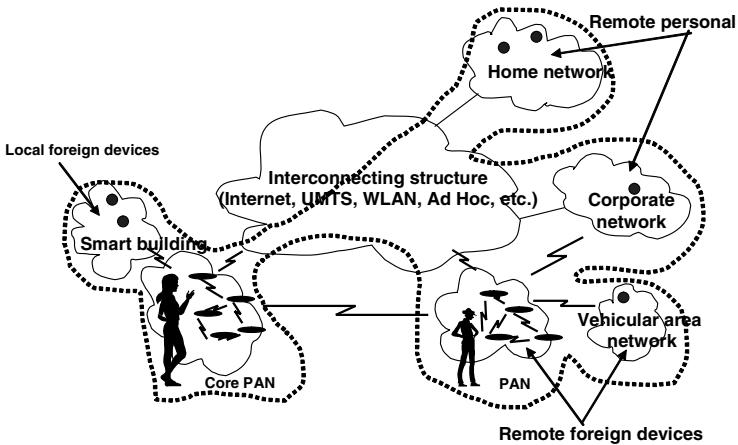 Remote personal
Home network
Local foreign devices
Interconnecting structure
(Internet, UMTS, WLAN, Ad Hoc, etc.)
Corporate
network
Smart building
Vehicular area
network
Core PAN
PAN
Remote foreign devices